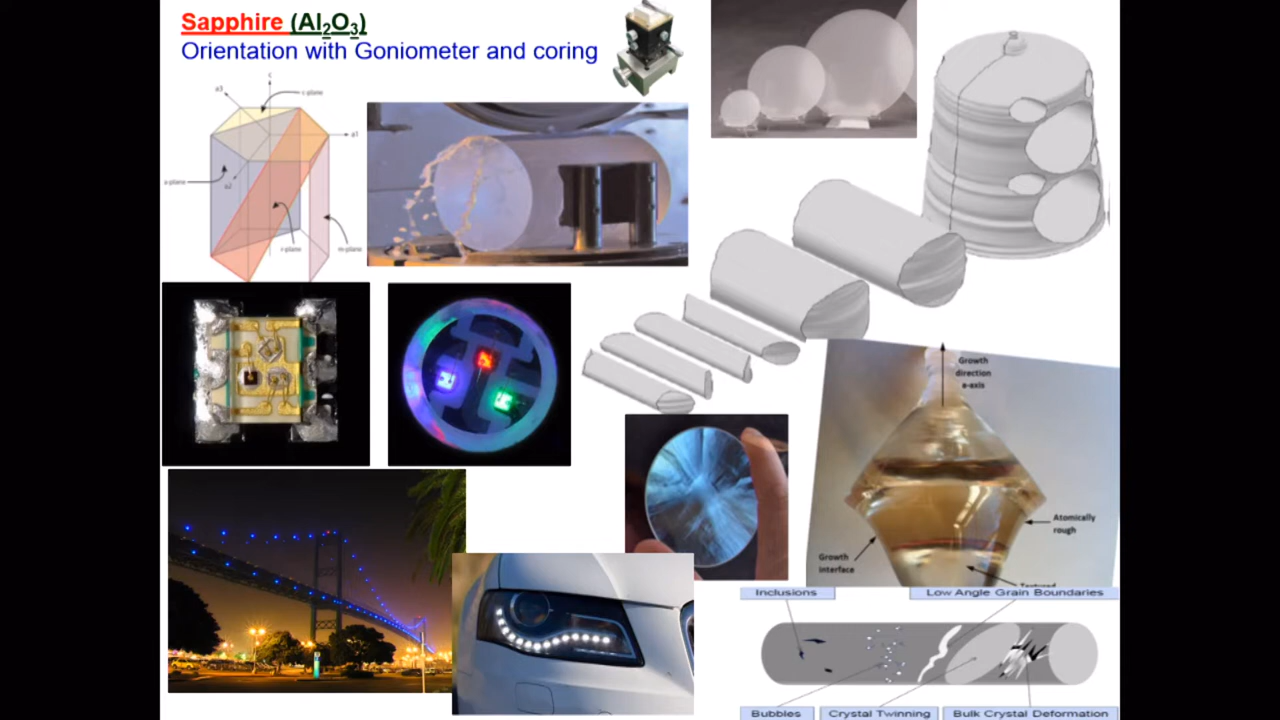 Sapphire (Al2O3)
Orientation with Goniometer and coring
c
a3
c-plane
a1
a-plane
a2
r-plane
m-plane
Growth
direction
a-axis
Atomically
rough
Growth
interface
Inclusions
Low Angle Grain Boundaries
Bubbles
Crystal Twinning
Bulk Crystal Deformation